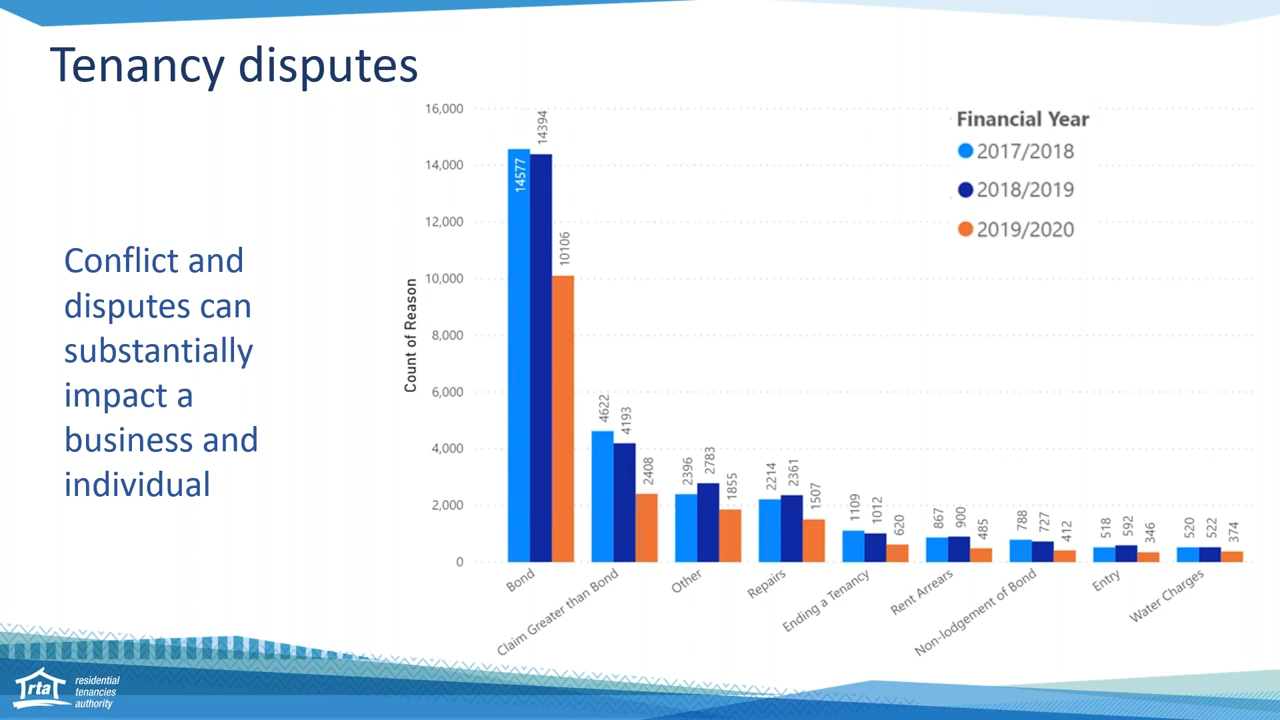 Tenancy disputes
Conflict and
disputes can
substantially
impact a
business and
individual
Count of Reason
16,000
14,000
12,000
10,000
8,000
6,000
4,000
2,000
0
Financial Year
2017/2018
2018/2019
2019/2020
14577
14394
10106
4622
4193
2408
2396
2783
1855
2214
2361
1507
1109
1012
620
867
900
485
788
727
412
518
592
346
520
522
374
Bond
Claim Greater than Bond
Other
Repairs
Ending a Tenancy
Rent Arrears
Non-lodgement of Bond
Entry
Water Charges
rta
residential
tenancies
authority